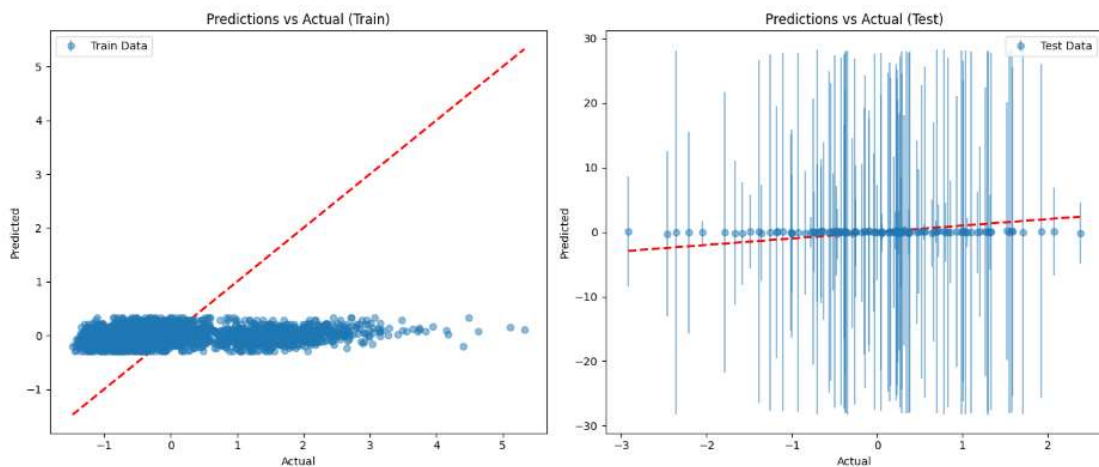 Predictions vs Actual (Train)
Train Data
5
4
3
2
1
0
−1
Predicted
−1 0 1 2 3 4 5
Actual
Predictions vs Actual (Test)
Test Data
30
20
10
0
−10
−20
−30
Predicted
−3 −2 −1 0 1 2
Actual